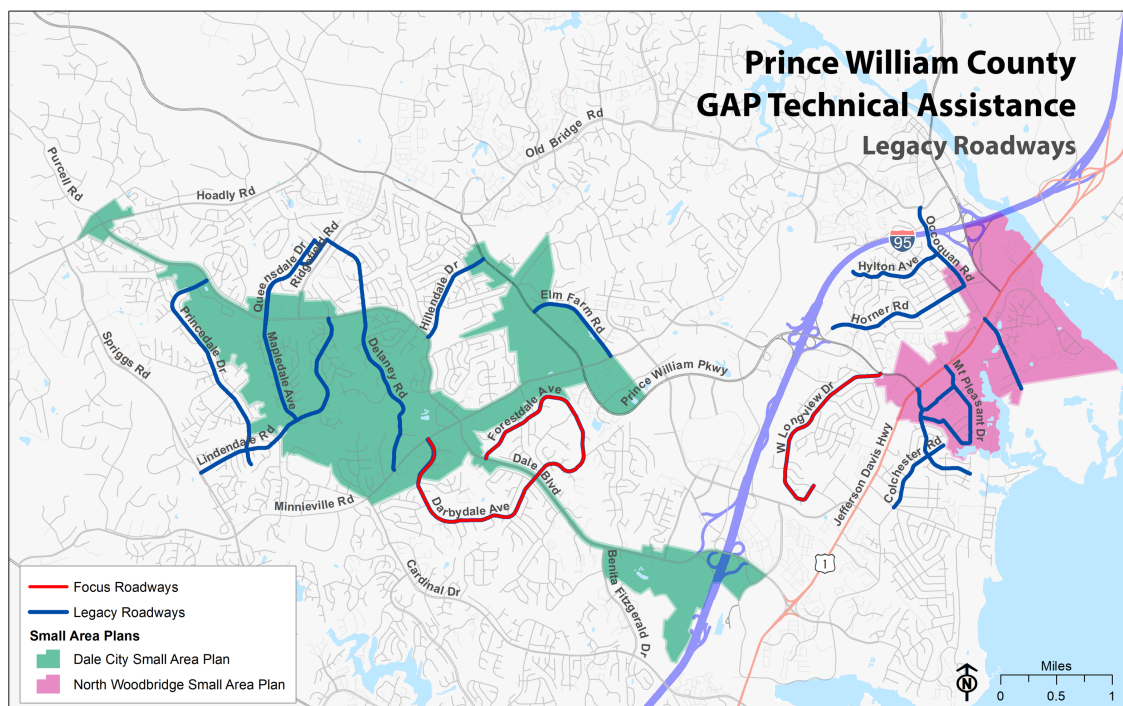 Prince William County
GAP Technical Assistance
Legacy Roadways
Old Bridge Rd
Purcell Rd
Hoadly Rd
Queensdale Dr
Ridgefield Rd
Occoquan Rd
95
Hylton Ave
Hillendale Dr
Elm Farm Rd
Horner Rd
Princedale Dr
Spriggs Rd
Mapledale Ave
Delaney Rd
Prince William Pkwy
Mt Pleasant Dr
Forestdale Ave
W Longview Dr
Lindendale Rd
Jefferson Davis Hwy
Colchester Rd
Dale Blvd
Minnieville Rd
Darbydale Ave
1
Cardinal Dr
Benita Fitzgerald Dr
Focus Roadways
Legacy Roadways
Small Area Plans
Dale City Small Area Plan
North Woodbridge Small Area Plan
N
Miles
0 0.5 1